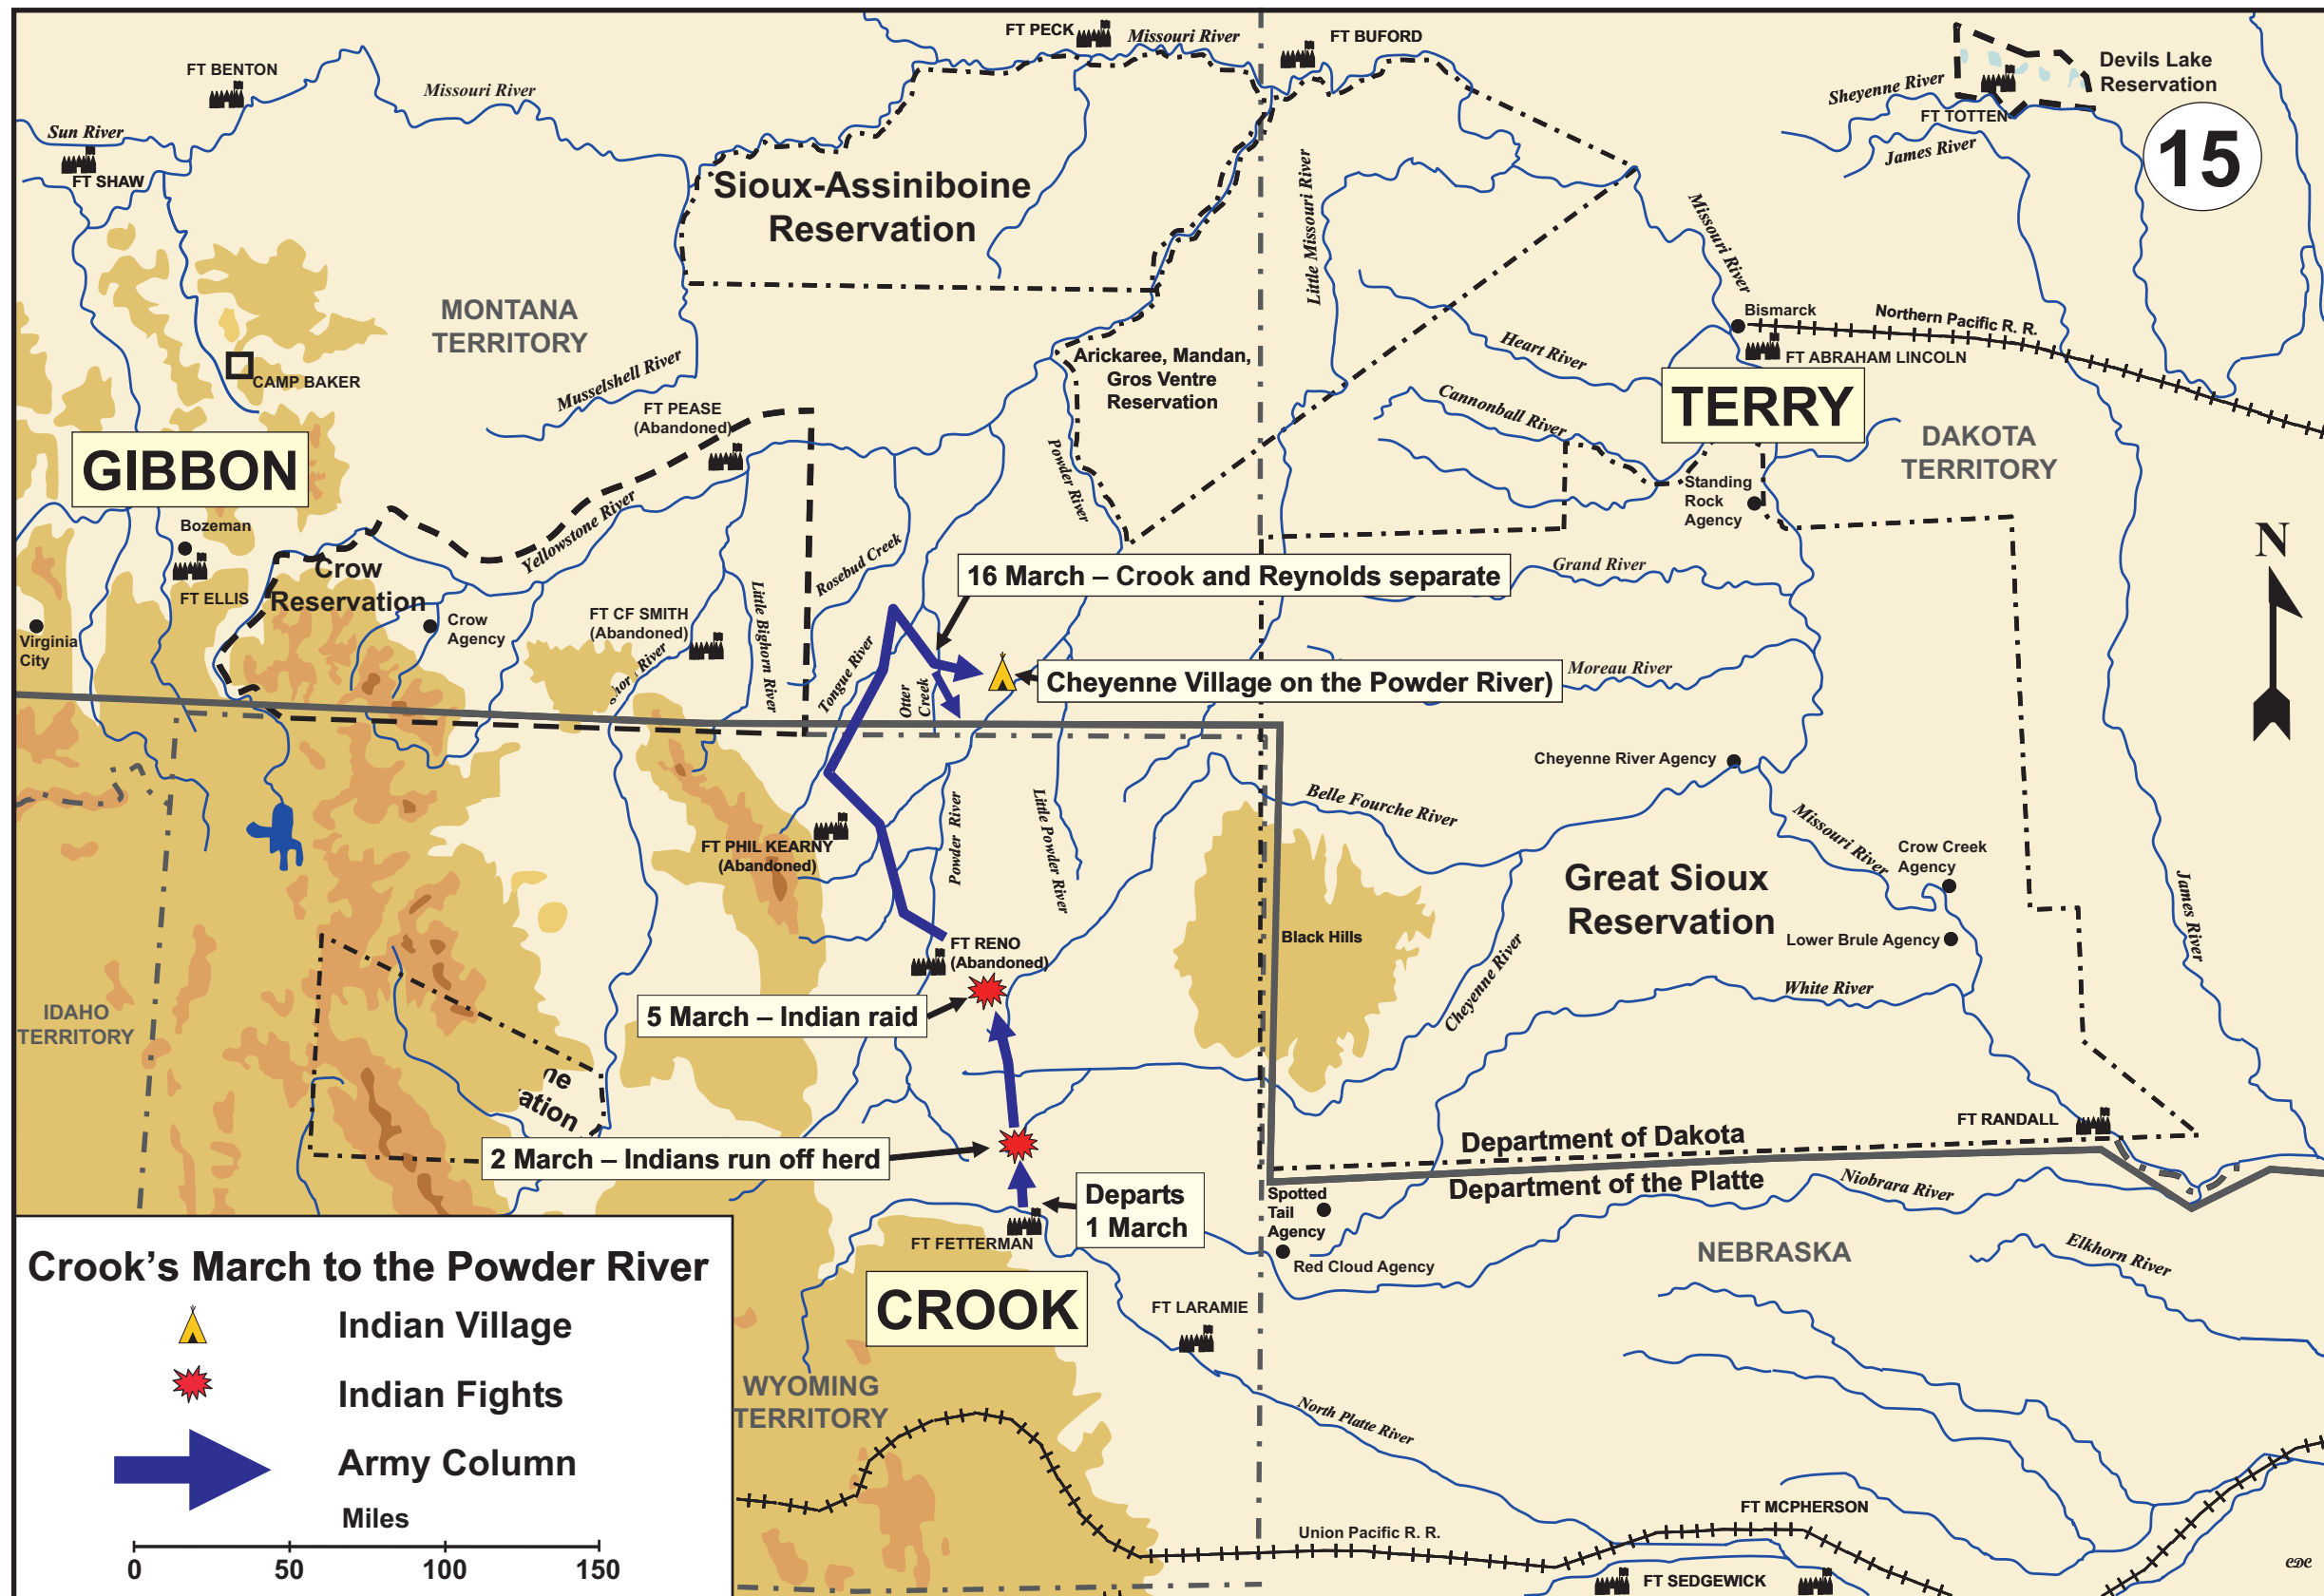 FT PECK
Missouri River
FT BUFORD
FT BENTON
Missouri River
Devils Lake
Reservation
Sheyenne River
FT TOTTEN
James River
15
Sun River
FT SHAW
Sioux-Assiniboine
Reservation
Little Missouri River
Missouri River
MONTANA
TERRITORY
CAMP BAKER
Musselshell River
Arickaree, Mandan,
Gros Ventre
Reservation
Heart River
Bismarck
Northern Pacific R. R.
FT ABRAHAM LINCOLN
TERRY
Cannonball River
DAKOTA
TERRITORY
FT PEASE
(Abandoned)
GIBBON
Powder River
Standing
Rock
Agency
Bozeman
FT ELLIS
Yellowstone River
Rosebud Creek
N
Crow
Reservation
16 March – Crook and Reynolds separate
Grand River
Virginia
City
Crow
Agency
FT CF SMITH
(Abandoned)
River
Little Bighorn River
Tongue River
Otter
Creek
Cheyenne Village on the Powder River)
Moreau River
Cheyenne River Agency
Belle Fourche River
Missouri River
Crow Creek
Agency
FT PHIL KEARNY
(Abandoned)
Powder River
Little Powder River
Great Sioux
Reservation
James River
Black Hills
Lower Brule Agency
FT RENO
(Abandoned)
Cheyenne River
White River
5 March – Indian raid
IDAHO
TERRITORY
ne
ation
2 March – Indians run off herd
FT RANDALL
Department of Dakota
Department of the Platte
Niobrara River
Departs
1 March
Spotted
Tail
Agency
FT FETTERMAN
Red Cloud Agency
NEBRASKA
Elkhorn River
CROOK
FT LARAMIE
WYOMING
TERRITORY
North Platte River
Crook’s March to the Powder River
Indian Village
Indian Fights
Army Column
Miles
0
50
100
150
FT MCPHERSON
Union Pacific R. R.
FT SEDGEWICK